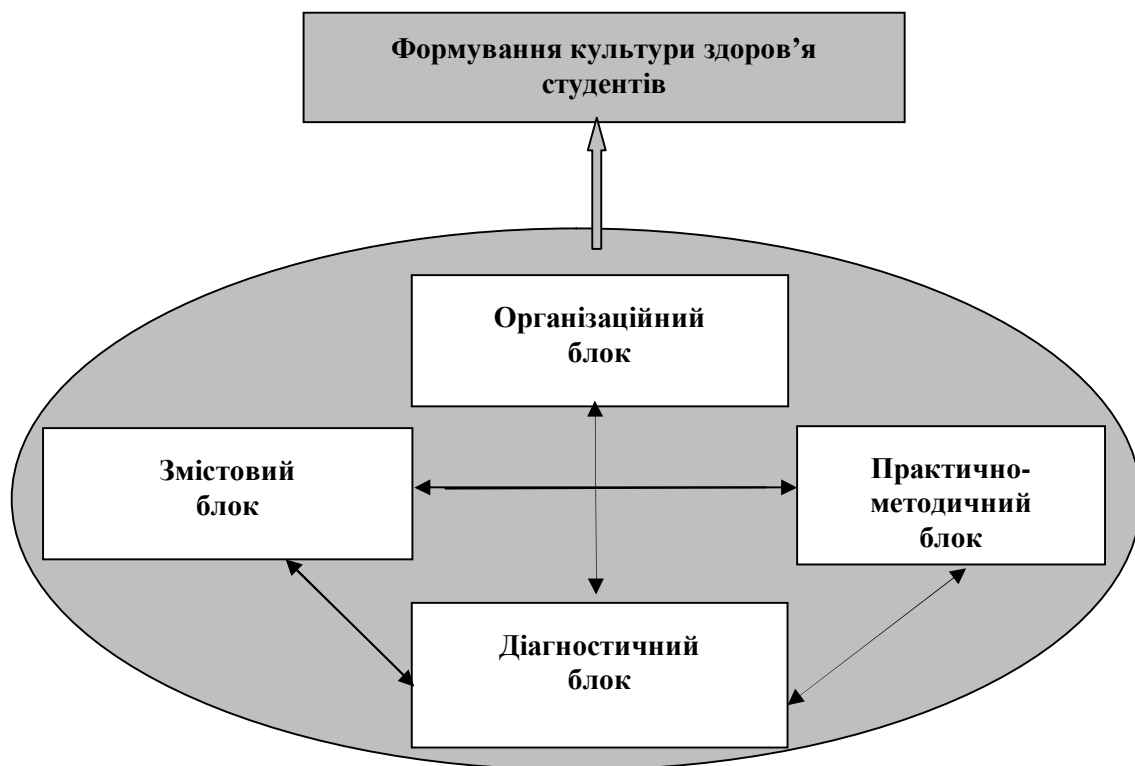 Формування культури здоров’я
студентів
Організаційний
блок
Змістовий
блок
Практично-
методичний
блок
Діагностичний
блок